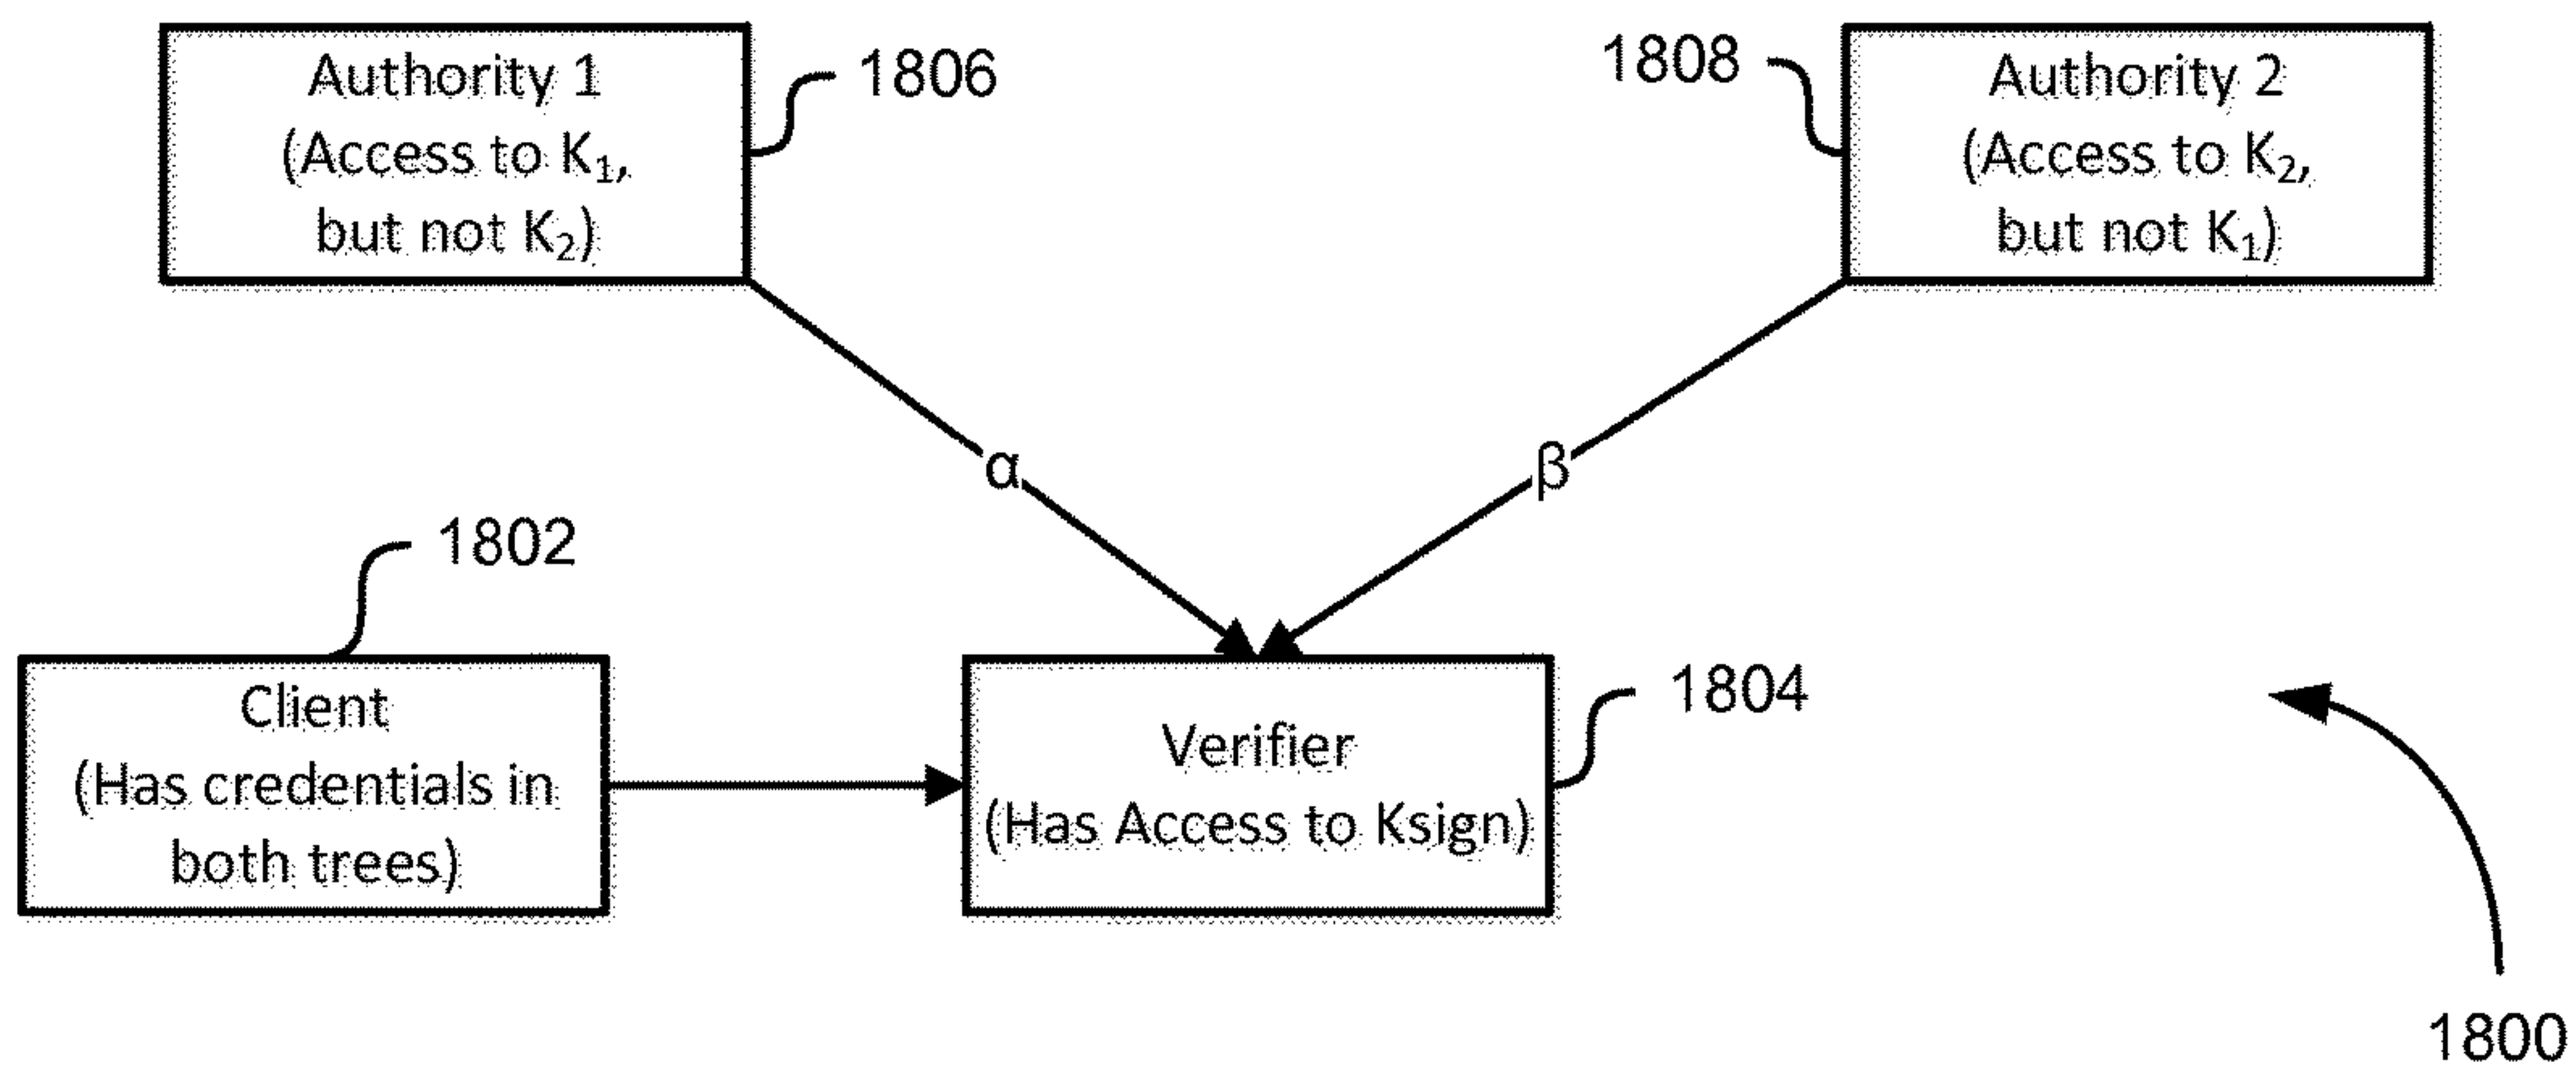 Authority 1
(Access to K₁,
but not K₂)
1806
1808
Authority 2
(Access to K₂,
but not K₁)
α
β
1802
Client
(Has credentials in
both trees)
Verifier
(Has Access to Ksign)
1804
1800